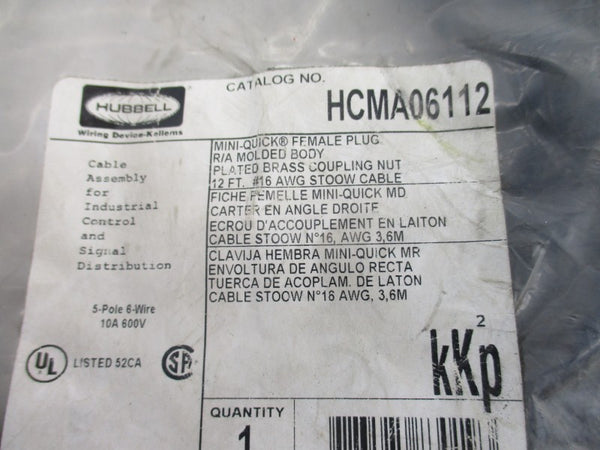 CATALOG NO.
HCMA06112
HUBBELL
Wiring Device-Kellems
MINI-QUICK® FEMALE PLUG
R/A MOLDED BODY
PLATED BRASS COUPLING NUT
12 FT. #16 AWG STOOW CABLE
FICHE FEMELLE MINI-QUICK MD
CARTER EN ANGLE DROITE
ECROU D'ACCOUPLEMENT EN LAITON
CABLE STOOW N°16, AWG 3,6M
CLAVIJA HEMBRA MINI-QUICK MR
ENVOLTURA DE ANGULO RECTA
TUERCA DE ACOPLAM. DE LATON
CABLE STOOW N°16 AWG, 3,6M
Cable
Assembly
for
Industrial
Control
and
Signal
Distribution
5-Pole 6-Wire
10A 600V
UL LISTED 52CA SA
2
kKp
QUANTITY
1